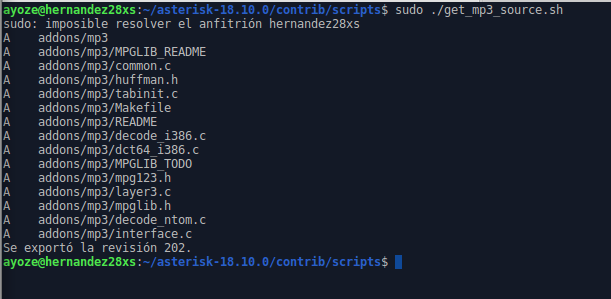 ayoze@hernandez28xs:~/asterisk-18.10.0/contrib/scripts$ sudo ./get_mp3_source.sh
sudo: imposible resolver el anfitrión hernandez28xs
A    addons/mp3
A    addons/mp3/MPGLIB_README
A    addons/mp3/common.c
A    addons/mp3/huffman.h
A    addons/mp3/tabinit.c
A    addons/mp3/Makefile
A    addons/mp3/README
A    addons/mp3/decode_i386.c
A    addons/mp3/dct64_i386.c
A    addons/mp3/MPGLIB_TODO
A    addons/mp3/mpg123.h
A    addons/mp3/layer3.c
A    addons/mp3/mpglib.h
A    addons/mp3/decode_ntom.c
A    addons/mp3/interface.c
Se exportó la revisión 202.
ayoze@hernandez28xs:~/asterisk-18.10.0/contrib/scripts$